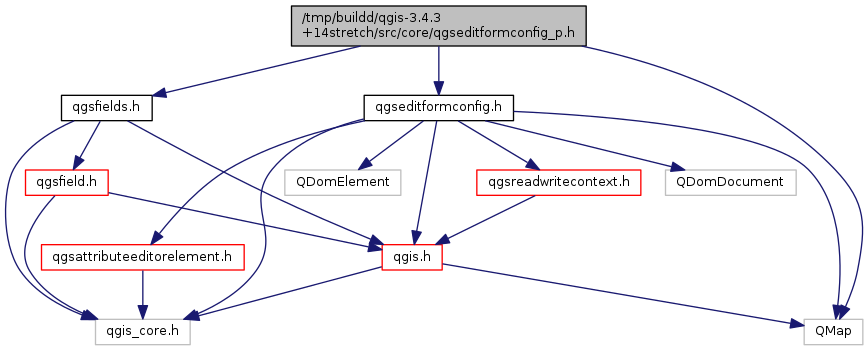 /tmp/buildd/qgis-3.4.3
+14stretch/src/core/qgseditformconfig_p.h
qgsfields.h
qgseditformconfig.h
qgsfield.h
QDomElement
qgsreadwritecontext.h
QDomDocument
qgsattributeeditorelement.h
qgis.h
qgis_core.h
QMap